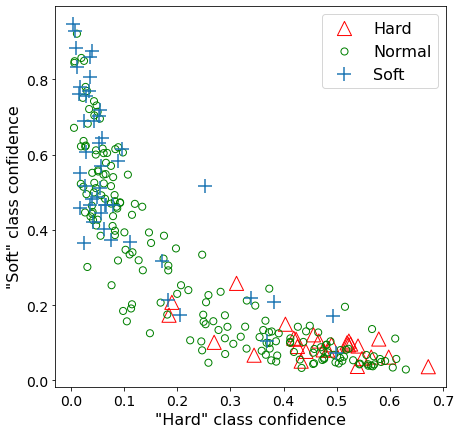 Hard
Normal
Soft
"Soft" class confidence
0.8
0.6
0.4
0.2
0.0
0.0 0.1 0.2 0.3 0.4 0.5 0.6 0.7
"Hard" class confidence